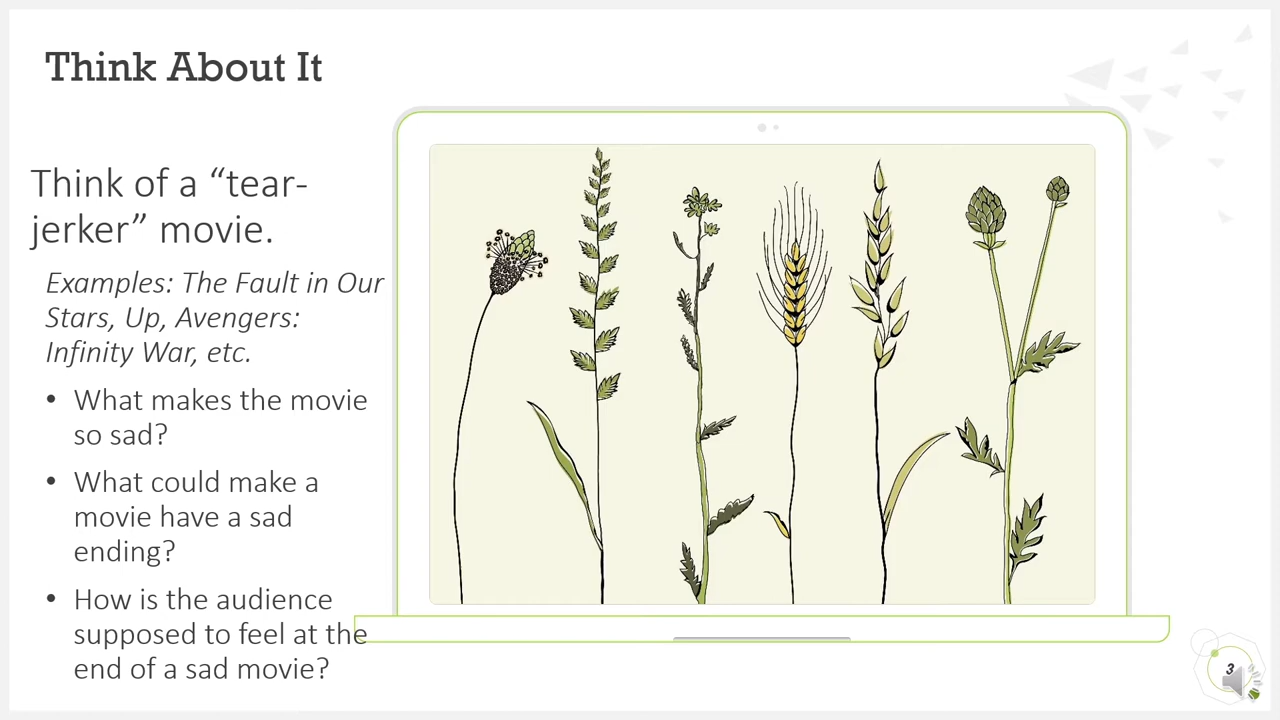 Think About It
Think of a “tear-
jerker” movie.
Examples: The Fault in Our
Stars, Up, Avengers:
Infinity War, etc.
• What makes the movie
so sad?
• What could make a
movie have a sad
ending?
• How is the audience
supposed to feel at the
end of a sad movie?
3